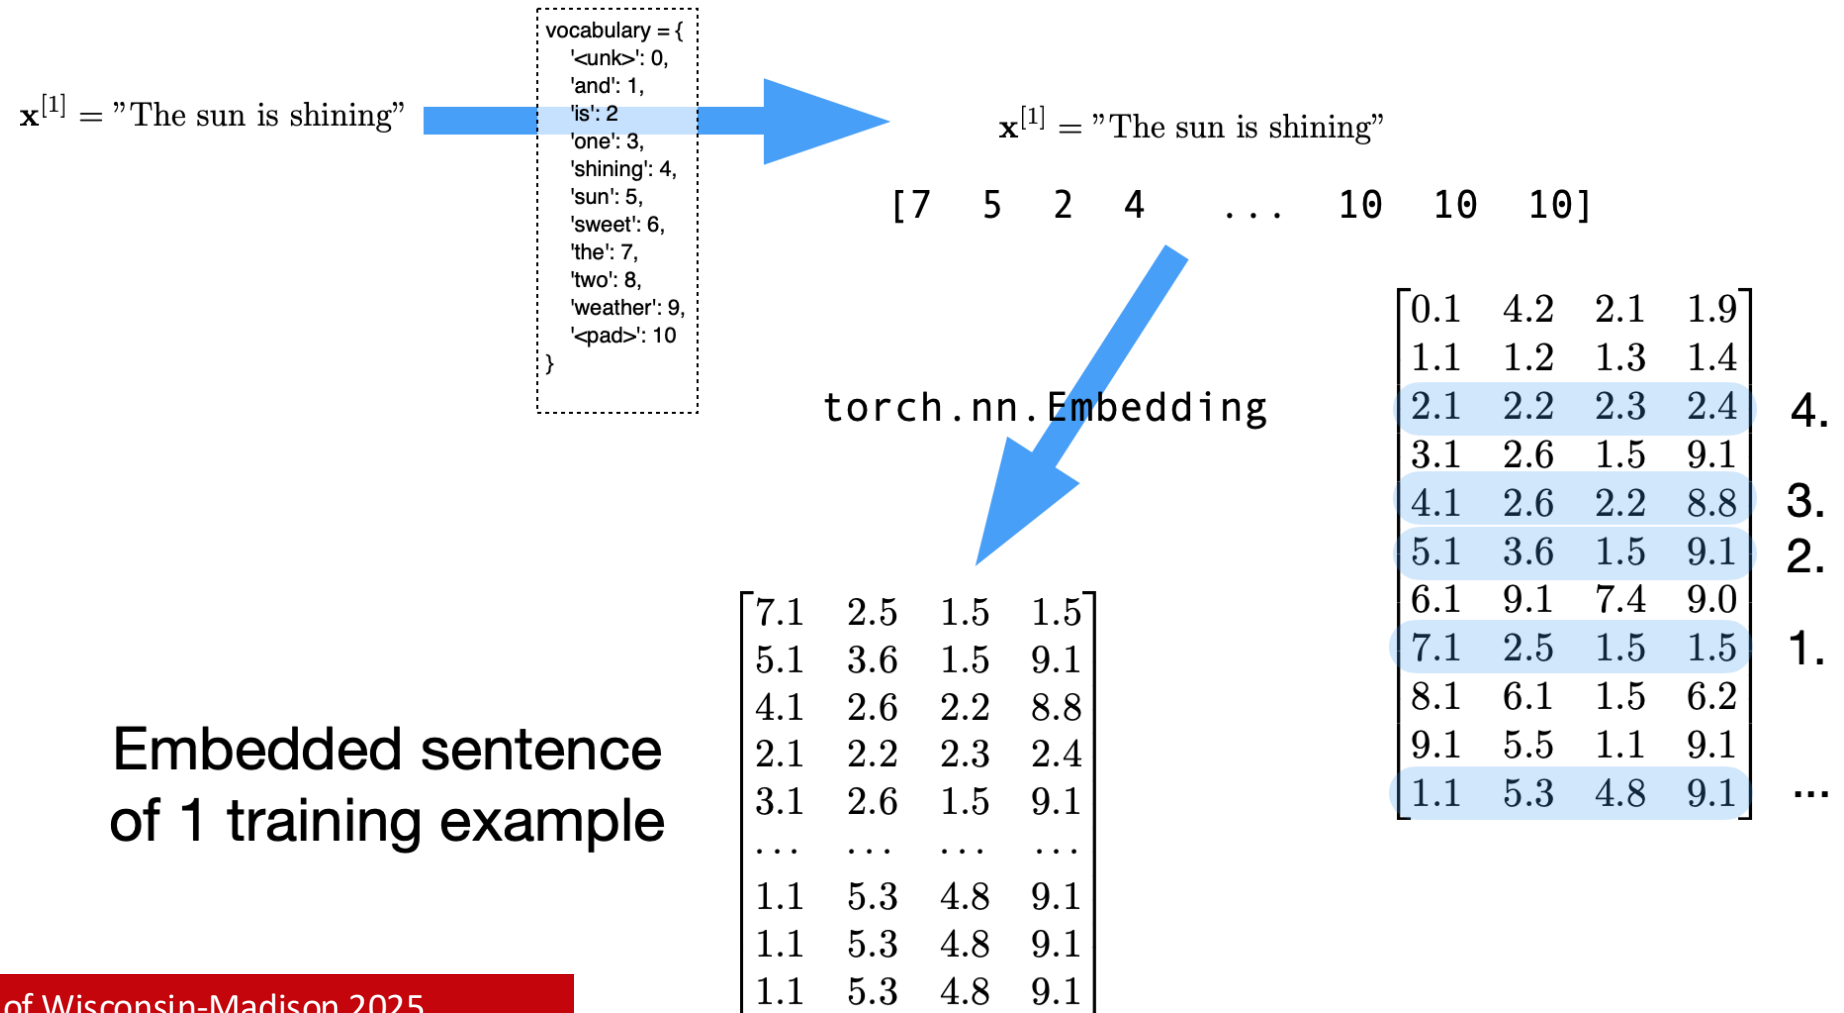 x[1] = ”The sun is shining”
vocabulary = {
'<unk>': 0,
'and': 1,
'is': 2
'one': 3,
'shining': 4,
'sun': 5,
'sweet': 6,
'the': 7,
'two': 8,
'weather': 9,
'<pad>': 10
}
x[1] = ”The sun is shining”
[7 5 2 4 ... 10 10 10]
torch.nn.Embedding
0.1 4.2 2.1 1.9
1.1 1.2 1.3 1.4
2.1 2.2 2.3 2.4 4.
3.1 2.6 1.5 9.1
4.1 2.6 2.2 8.8 3.
5.1 3.6 1.5 9.1 2.
6.1 9.1 7.4 9.0
7.1 2.5 1.5 1.5 1.
8.1 6.1 1.5 6.2
9.1 5.5 1.1 9.1
1.1 5.3 4.8 9.1 ...
Embedded sentence
of 1 training example
7.1 2.5 1.5 1.5
5.1 3.6 1.5 9.1
4.1 2.6 2.2 8.8
2.1 2.2 2.3 2.4
3.1 2.6 1.5 9.1
... ... ... ...
1.1 5.3 4.8 9.1
1.1 5.3 4.8 9.1
1.1 5.3 4.8 9.1
of Wisconsin-Madison 2025